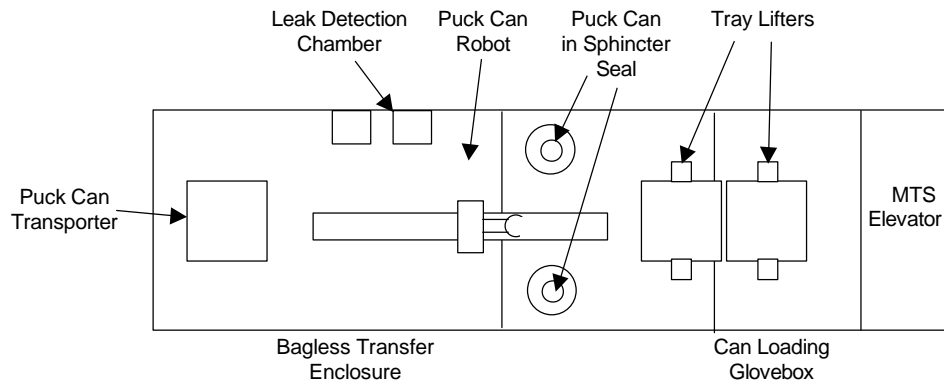 Leak Detection
Chamber
Puck Can
Robot
Puck Can
in Sphincter
Seal
Tray Lifters
Puck Can
Transporter
MTS
Elevator
Bagless Transfer
Enclosure
Can Loading
Glovebox